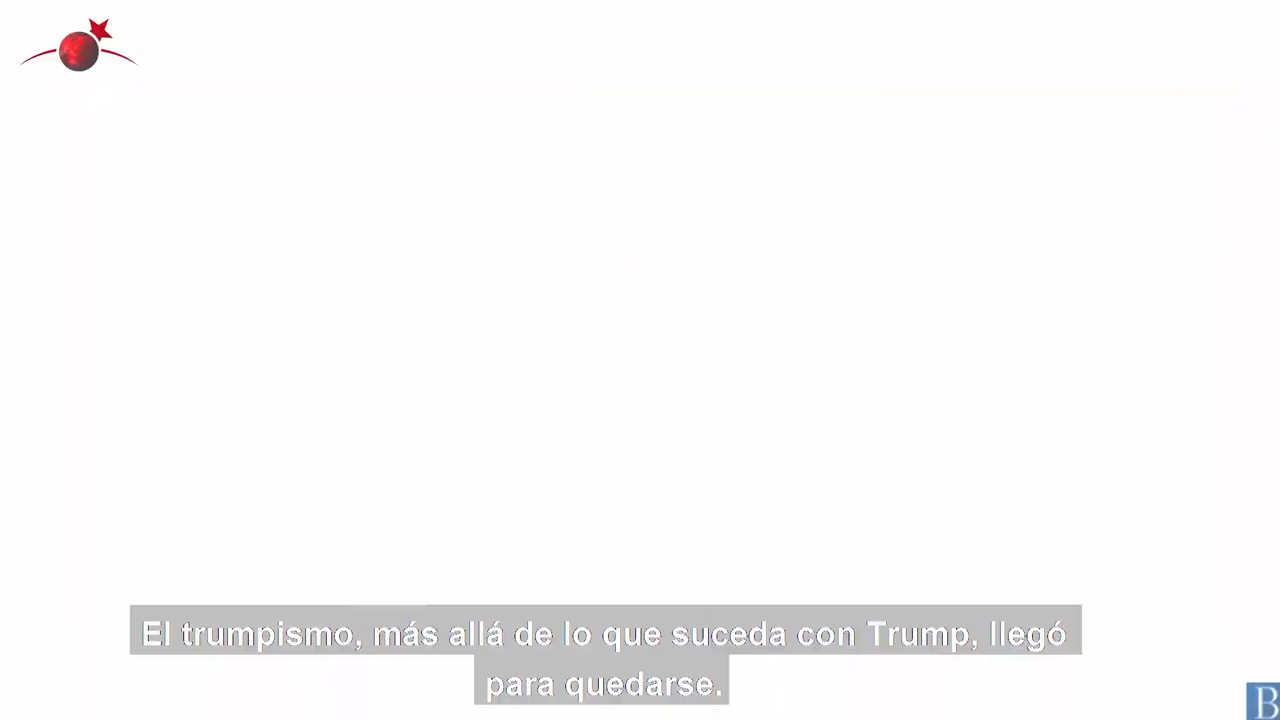 El trumpismo, más allá de lo que suceda con Trump, llegó
para quedarse.
B